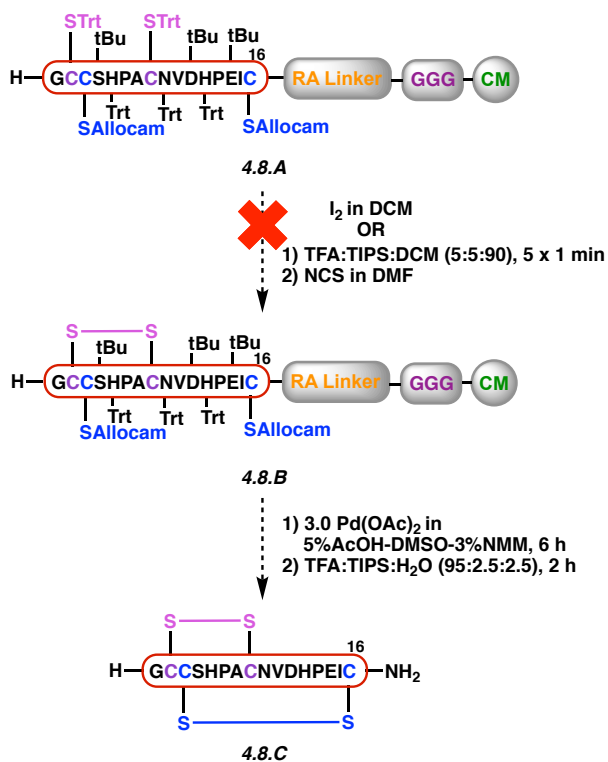 STrt STrt
tBu tBu tBu
16
H GCCSHPACNVDHPEIC RA Linker GGG CM
Trt Trt Trt
SAllocam SAllocam
4.8.A
I2 in DCM
OR
1) TFA:TIPS:DCM (5:5:90), 5 x 1 min
2) NCS in DMF
S S
tBu tBu tBu
16
H GCCSHPACNVDHPEIC RA Linker GGG CM
Trt Trt Trt
SAllocam SAllocam
4.8.B
1) 3.0 Pd(OAc)2 in
5%AcOH-DMSO-3%NMM, 6 h
2) TFA:TIPS:H2O (95:2.5:2.5), 2 h
S S
16
H GCCSHPACNVDHPEIC NH2
S S
4.8.C